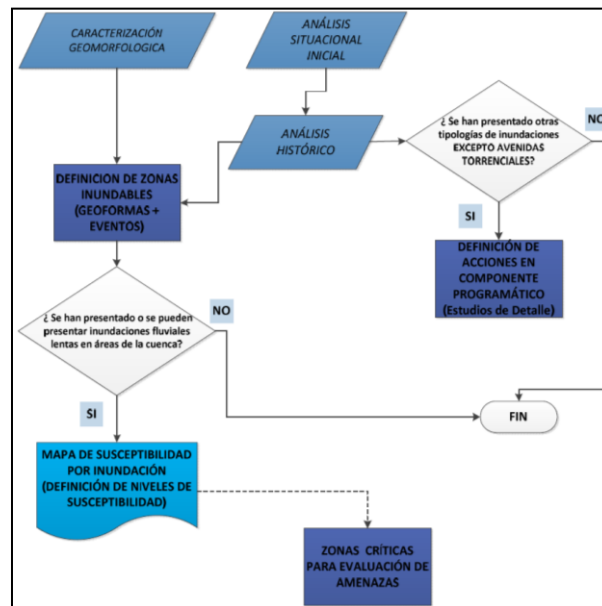 CARACTERIZACIÓN
GEOMORFOLOGICA
ANÁLISIS
SITUACIONAL
INICIAL
ANÁLISIS
HISTÓRICO
¿ Se han presentado otras
tipologías de inundaciones
EXCEPTO AVENIDAS
TORRENCIALES?
NO
DEFINICION DE ZONAS
INUNDABLES
(GEOFORMAS +
EVENTOS)
SI
DEFINICIÓN DE
ACCIONES EN
COMPONENTE
PROGRAMÁTICO
(Estudios de Detalle)
¿ Se han presentado o se pueden
presentar inundaciones fluviales
lentas en áreas de la cuenca?
NO
FIN
SI
MAPA DE SUSCEPTIBILIDAD
POR INUNDACIÓN
(DEFINICIÓN DE NIVELES DE
SUSCEPTIBILIDAD)
ZONAS CRÍTICAS
PARA EVALUACIÓN DE
AMENAZAS